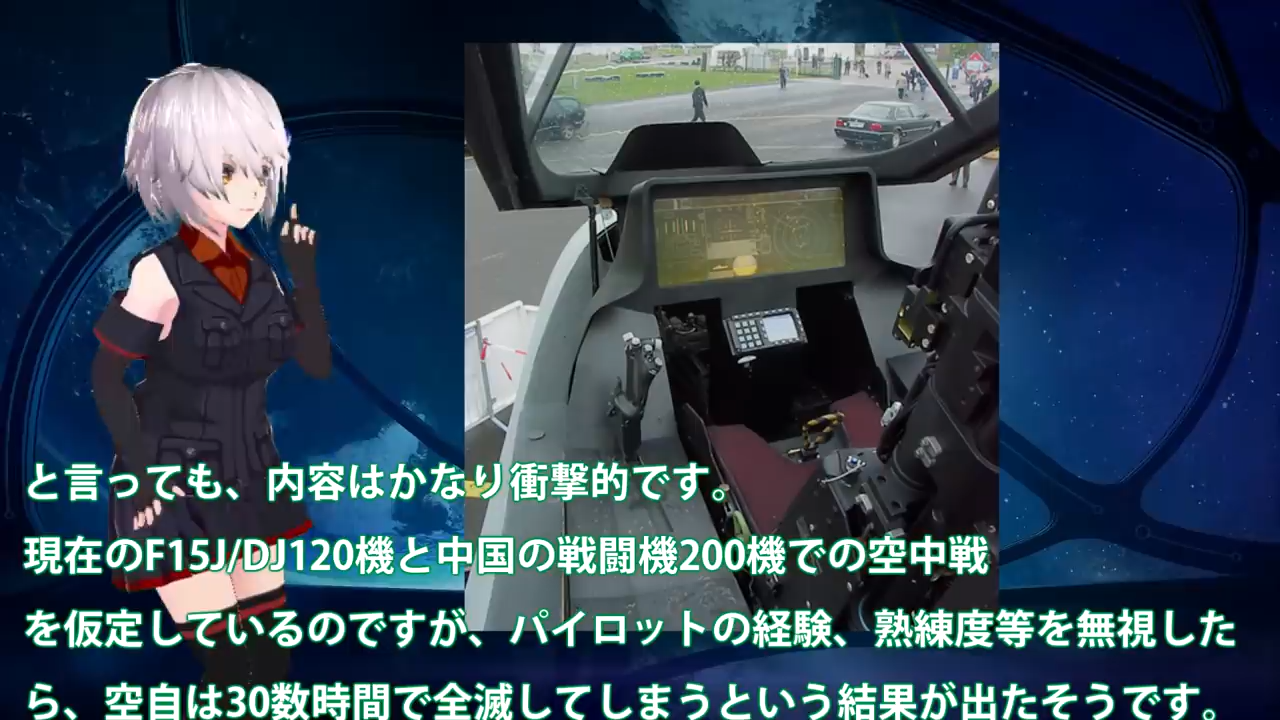 と言っても、内容はかなり衝撃的です。
現在のF15J/DJ120機と中国の戦闘機200機での空中戦
を仮定しているのですが、パイロットの経験、熟練度等を無視した
ら、空自は30数時間で全滅してしまうという結果が出たそうです。